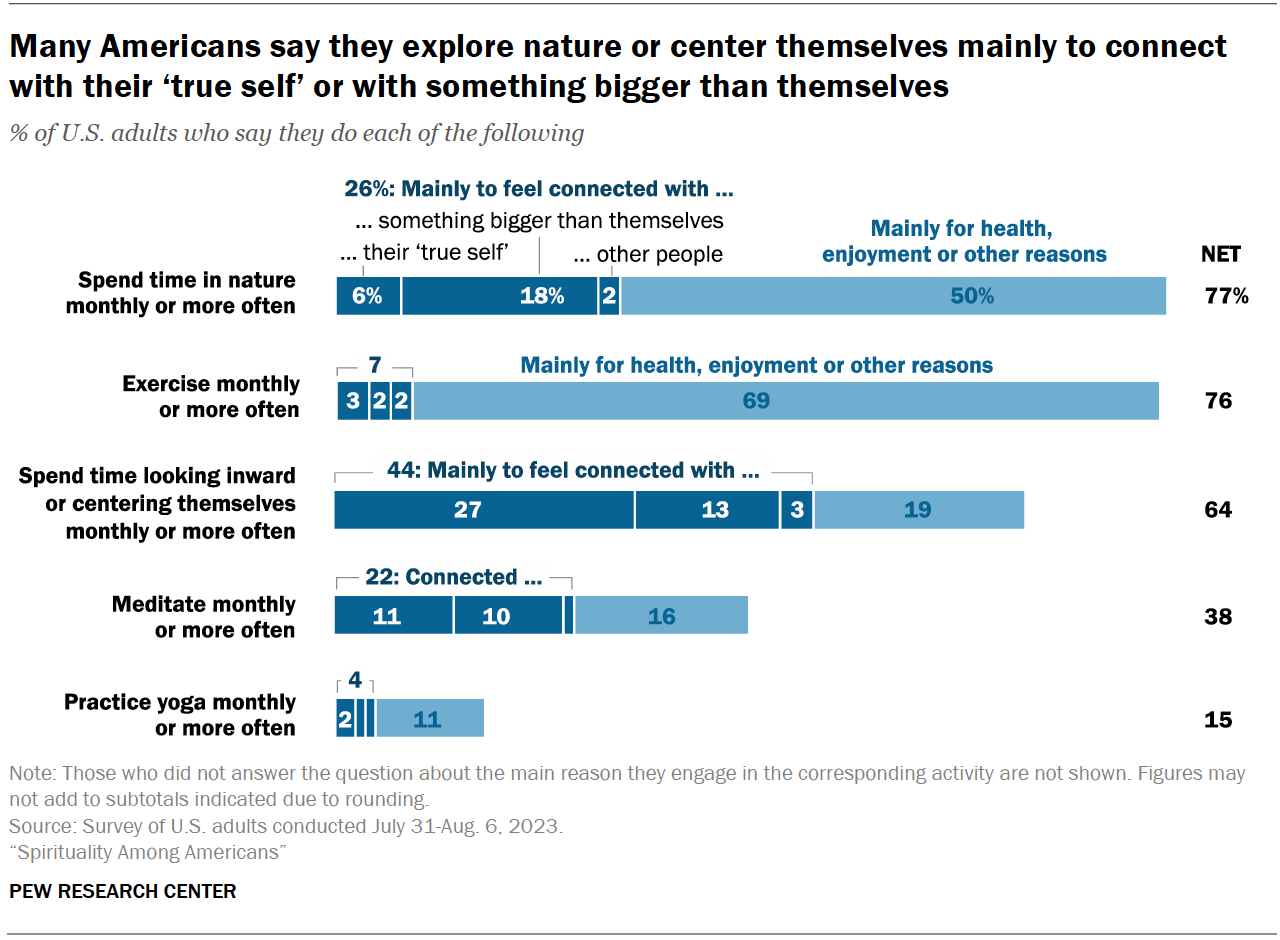 Many Americans say they explore nature or center themselves mainly to connect
with their ‘true self’ or with something bigger than themselves
% of U.S. adults who say they do each of the following
26%: Mainly to feel connected with ...
... something bigger than themselves
... their ‘true self’
... other people
Mainly for health,
enjoyment or other reasons
NET
Spend time in nature
monthly or more often
6% 18% 2 50% 77%
7
Mainly for health, enjoyment or other reasons
Exercise monthly
or more often
3 2 2 69 76
44: Mainly to feel connected with ...
Spend time looking inward
or centering themselves
monthly or more often
27 13 3 19 64
22: Connected ...
Meditate monthly
or more often
11 10 16 38
4
Practice yoga monthly
or more often
2 11 15
Note: Those who did not answer the question about the main reason they engage in the corresponding activity are not shown. Figures may
not add to subtotals indicated due to rounding.
Source: Survey of U.S. adults conducted July 31-Aug. 6, 2023.
“Spirituality Among Americans”
PEW RESEARCH CENTER